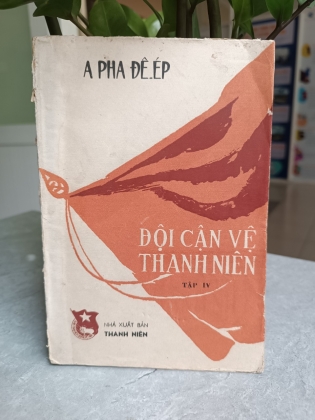 A PHA ĐÊ.ÉP
ĐỘI CẬN VỆ
THANH NIÊN
TẬP IV
NHÀ XUẤT BẢN
THANH NIÊN